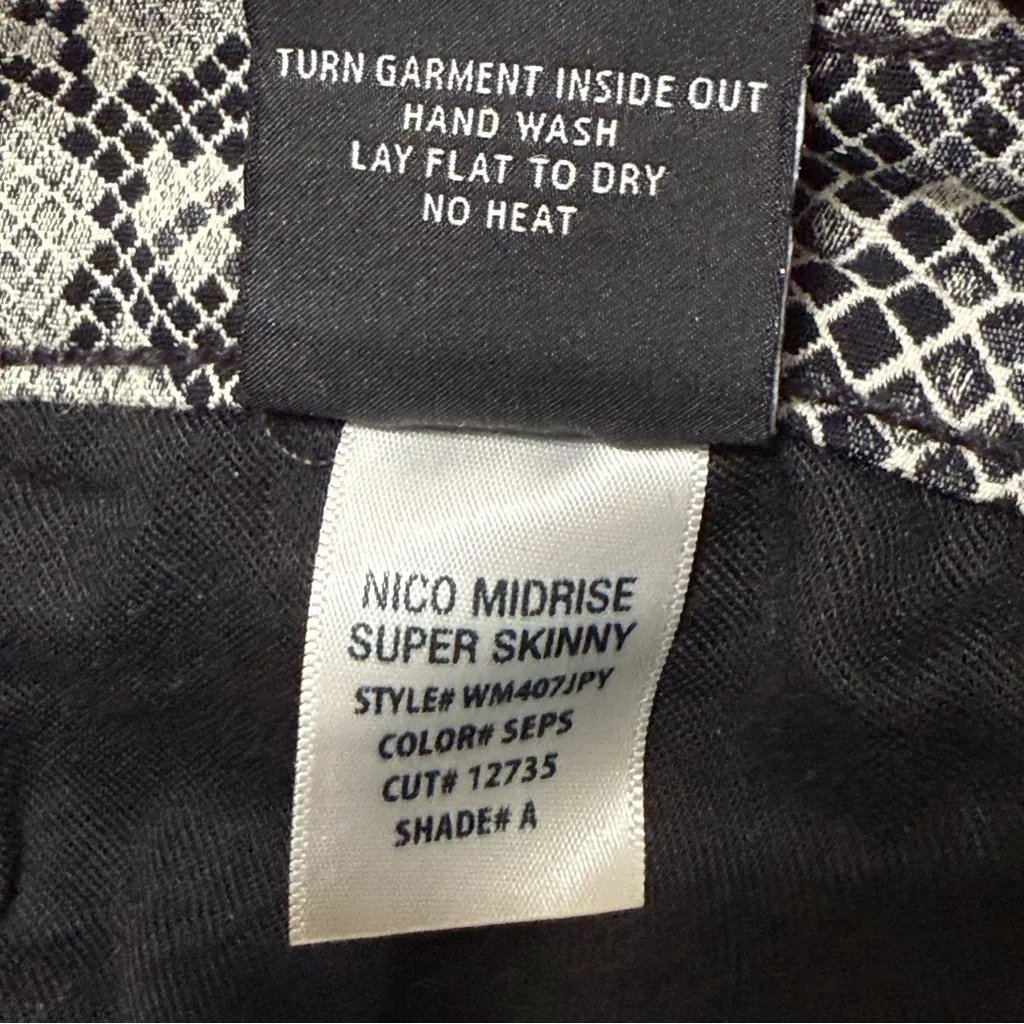 TURN GARMENT INSIDE OUT
HAND WASH
LAY FLAT TO DRY
NO HEAT
NICO MIDRISE
SUPER SKINNY
STYLE# WM407JPY
COLOR# SEPS
CUT# 12735
SHADE# A